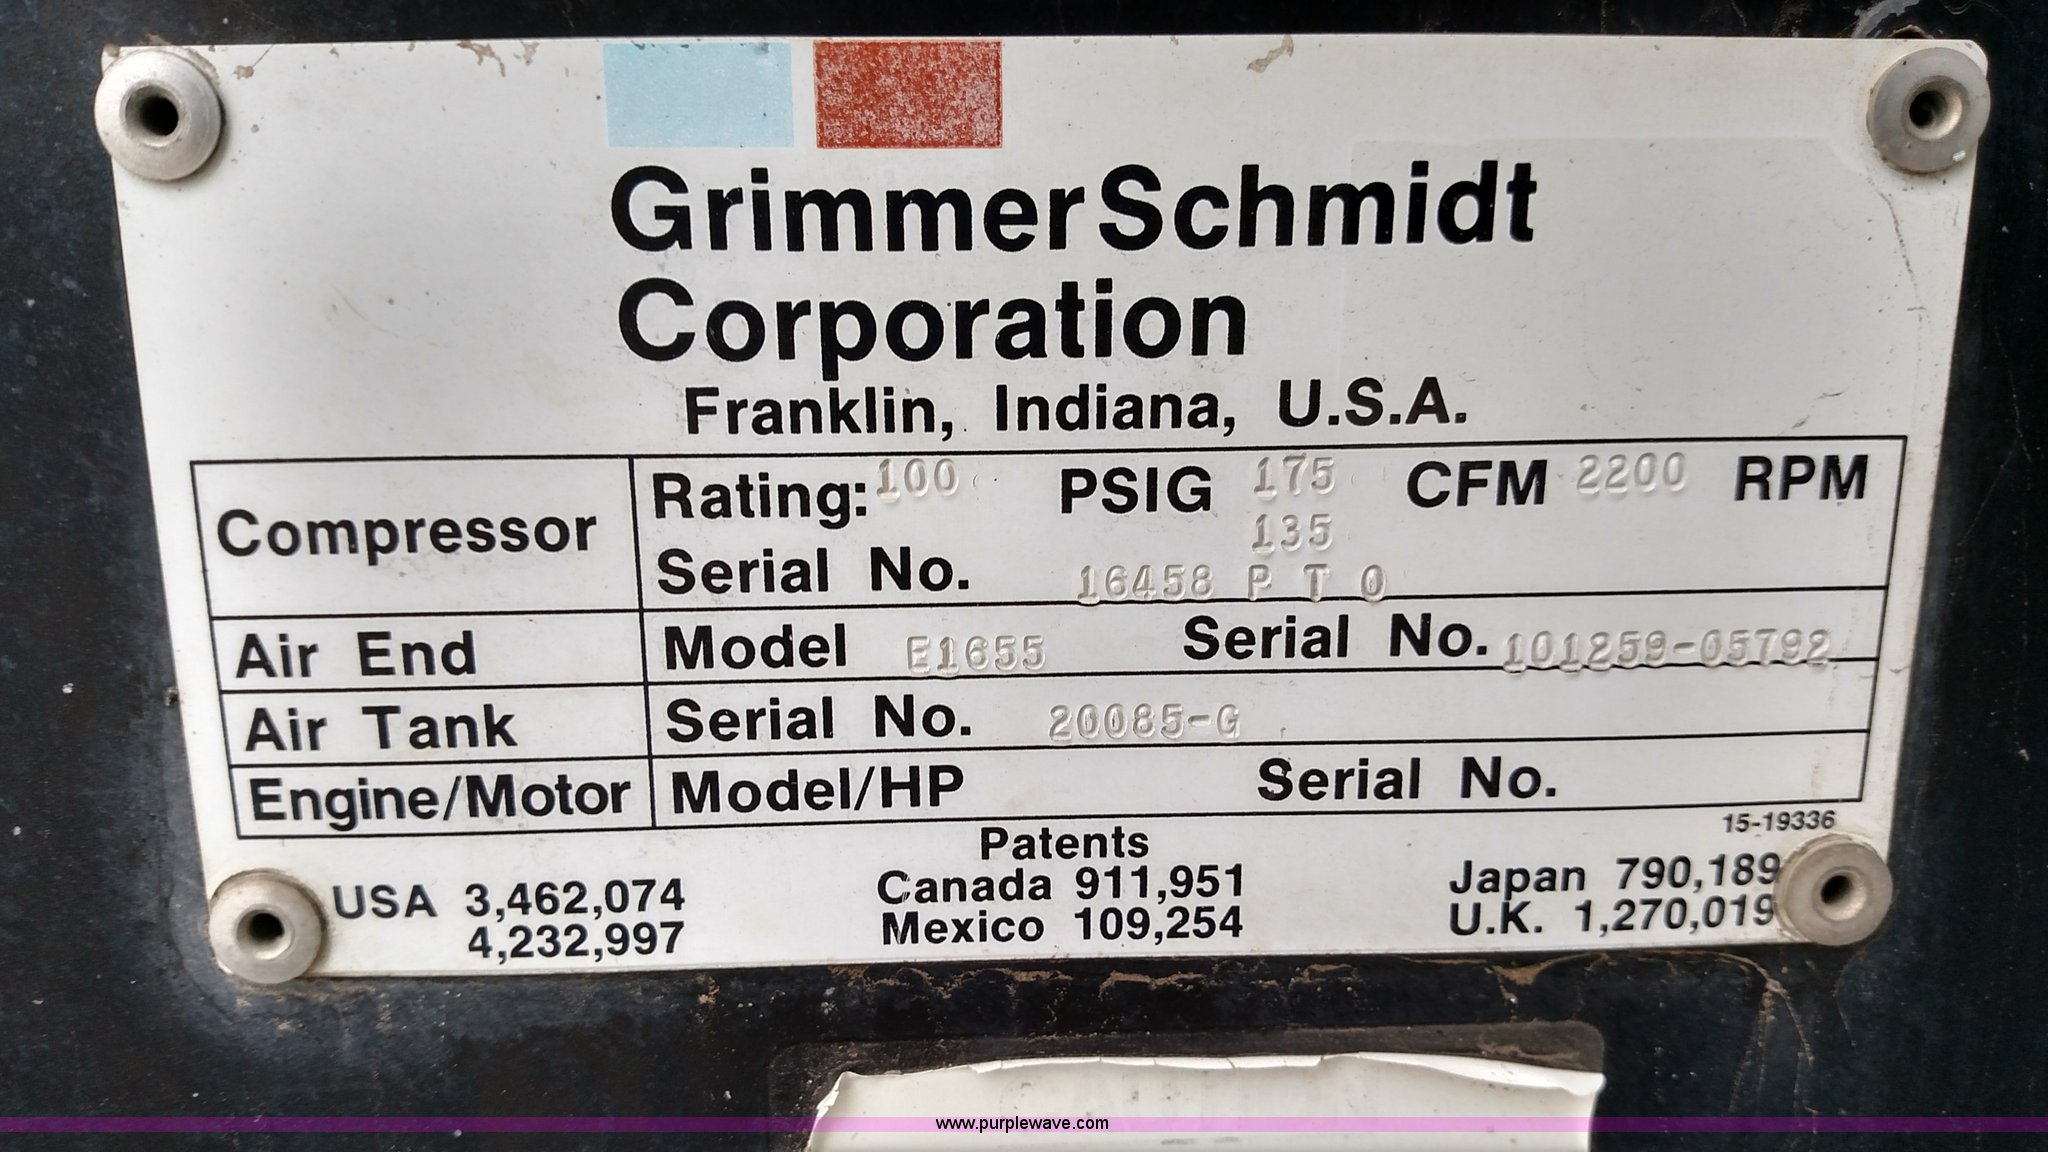 GrimmerSchmidt
Corporation
Franklin, Indiana, U.S.A.
Compressor Rating: 100 PSIG 175 CFM 2200 RPM
135
Serial No. 16458 P T O
Air End Model E1655 Serial No. 101259-05792
Air Tank Serial No. 20085-G
Engine/Motor Model/HP Serial No.
15-19336
Patents
USA 3,462,074 Canada 911,951 Japan 790,189
4,232,997 Mexico 109,254 U.K. 1,270,019
www.purplewave.com